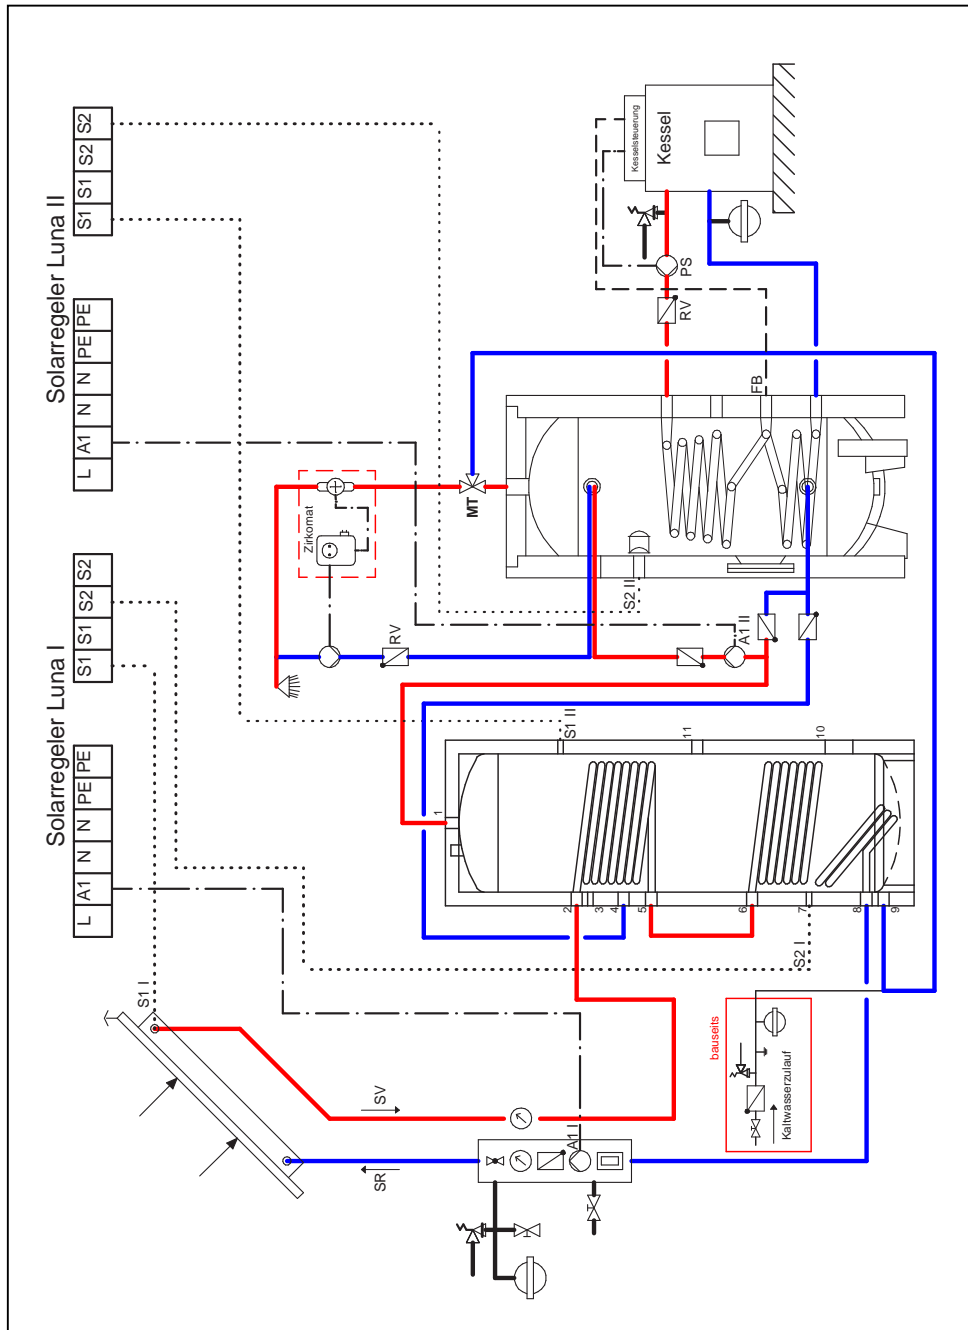 Solarregeler Luna I
L A1 N N PE PE
S1 S1 S2 S2
Solarregeler Luna II
L A1 N N PE PE
S1 S1 S2 S2
Kesselsteuerung
Kessel
PS
RV
FB
MT
Zirkomat
RV
S2 II
A1 II
S1 II
1
2
3
4
5
6
7
8
9
10
11
S2 I
S1 I
SV
SR
A1 I
bauseits
Kaltwasserzulauf